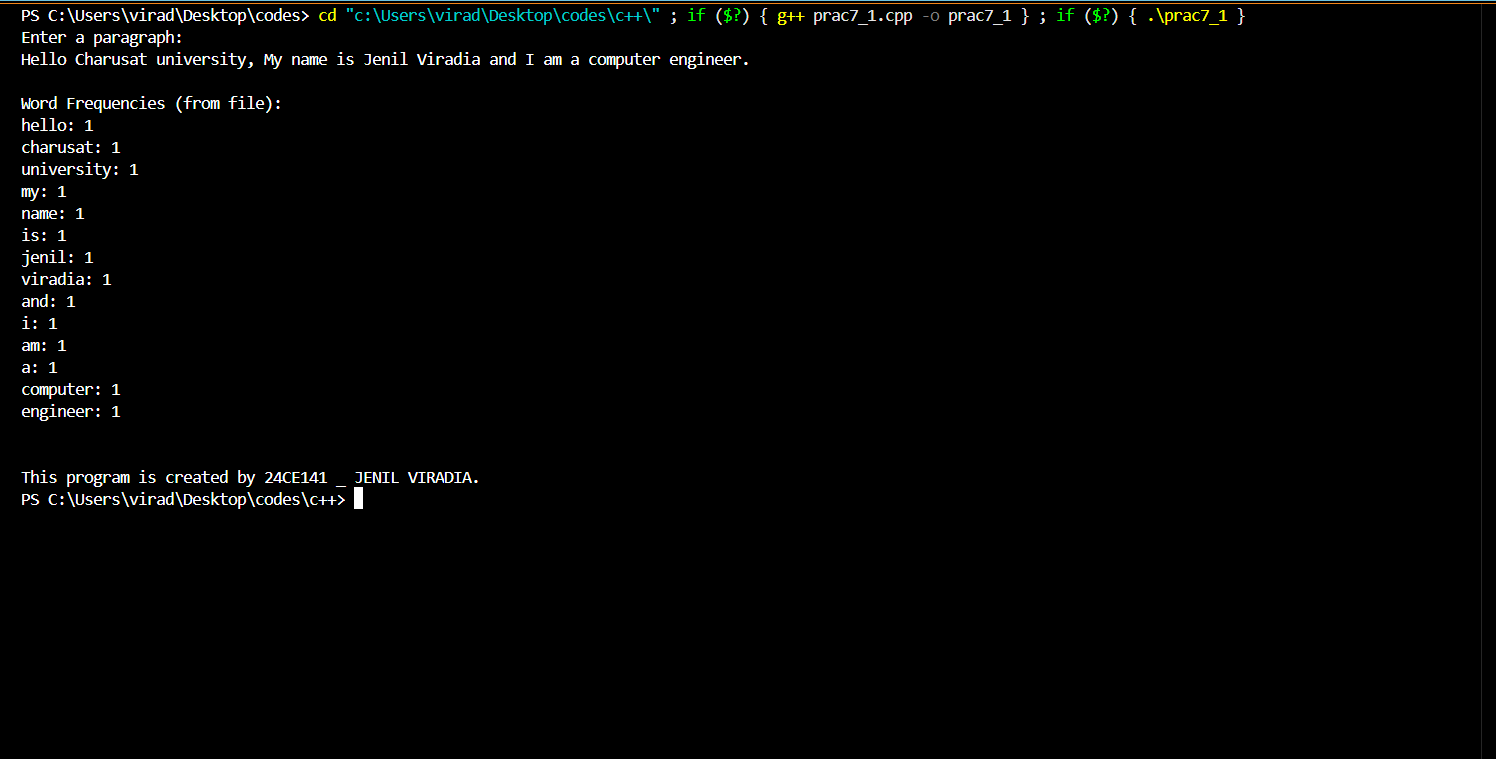 PS C:\Users\virad\Desktop\codes> cd "c:\Users\virad\Desktop\codes\c++\" ; if ($?) { g++ prac7_1.cpp -o prac7_1 } ; if ($?) { .\prac7_1 }
Enter a paragraph:
Hello Charusat university, My name is Jenil Viradia and I am a computer engineer.
Word Frequencies (from file):
hello: 1
charusat: 1
university: 1
my: 1
name: 1
is: 1
jenil: 1
viradia: 1
and: 1
i: 1
am: 1
a: 1
computer: 1
engineer: 1
This program is created by 24CE141 _ JENIL VIRADIA.
PS C:\Users\virad\Desktop\codes\c++>